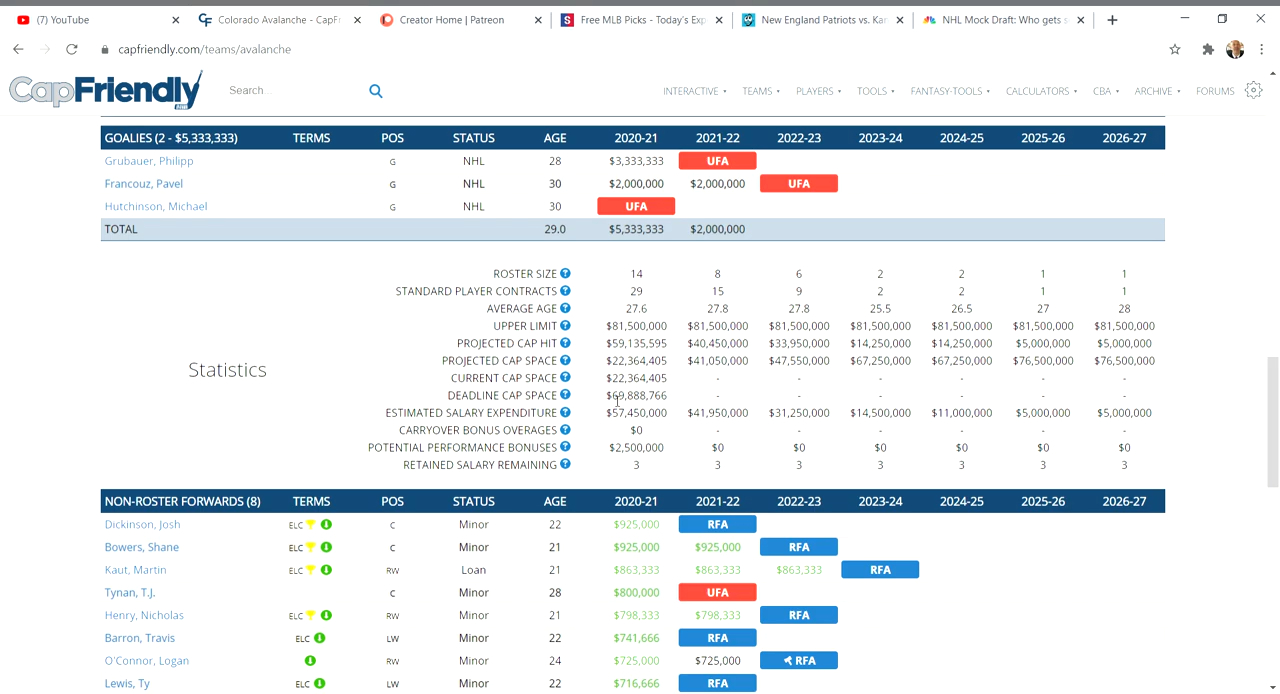 (7) YouTube
Colorado Avalanche - CapFr
Creator Home | Patreon
Free MLB Picks - Today's Exp
New England Patriots vs. Kan
NHL Mock Draft: Who gets s
capfriendly.com/teams/avalanche
CapFriendly
Search...
INTERACTIVE TEAMS PLAYERS TOOLS FANTASY-TOOLS CALCULATORS CBA ARCHIVE FORUMS
GOALIES (2 - $5,333,333) TERMS POS STATUS AGE 2020-21 2021-22 2022-23 2023-24 2024-25 2025-26 2026-27
Grubauer, Philipp G NHL 28 $3,333,333 UFA
Francouz, Pavel G NHL 30 $2,000,000 $2,000,000 UFA
Hutchinson, Michael G NHL 30 UFA
TOTAL 29.0 $5,333,333 $2,000,000
Statistics
ROSTER SIZE ? 14 8 6 2 2 1 1
STANDARD PLAYER CONTRACTS ? 29 15 9 2 2 1 1
AVERAGE AGE ? 27.6 27.8 27.8 25.5 26.5 27 28
UPPER LIMIT ? $81,500,000 $81,500,000 $81,500,000 $81,500,000 $81,500,000 $81,500,000 $81,500,000
PROJECTED CAP HIT ? $59,135,595 $40,450,000 $33,950,000 $14,250,000 $14,250,000 $5,000,000 $5,000,000
PROJECTED CAP SPACE ? $22,364,405 $41,050,000 $47,550,000 $67,250,000 $67,250,000 $76,500,000 $76,500,000
CURRENT CAP SPACE ? $22,364,405 - - - - - -
DEADLINE CAP SPACE ? $69,888,766 - - - - - -
ESTIMATED SALARY EXPENDITURE ? $57,450,000 $41,950,000 $31,250,000 $14,500,000 $11,000,000 $5,000,000 $5,000,000
CARRYOVER BONUS OVERAGES ? $0 - - - - - -
POTENTIAL PERFORMANCE BONUSES ? $2,500,000 $0 $0 $0 $0 $0 $0
RETAINED SALARY REMAINING ? 3 3 3 3 3 3 3
NON-ROSTER FORWARDS (8) TERMS POS STATUS AGE 2020-21 2021-22 2022-23 2023-24 2024-25 2025-26 2026-27
Dickinson, Josh ELC C Minor 22 $925,000 RFA
Bowers, Shane ELC C Minor 21 $925,000 $925,000 RFA
Kaut, Martin ELC RW Loan 21 $863,333 $863,333 $863,333 RFA
Tynan, T.J. C Minor 28 $800,000 UFA
Henry, Nicholas ELC RW Minor 21 $798,333 $798,333 RFA
Barron, Travis ELC LW Minor 22 $741,666 RFA
O'Connor, Logan RW Minor 24 $725,000 $725,000 RFA
Lewis, Ty ELC LW Minor 22 $716,666 RFA